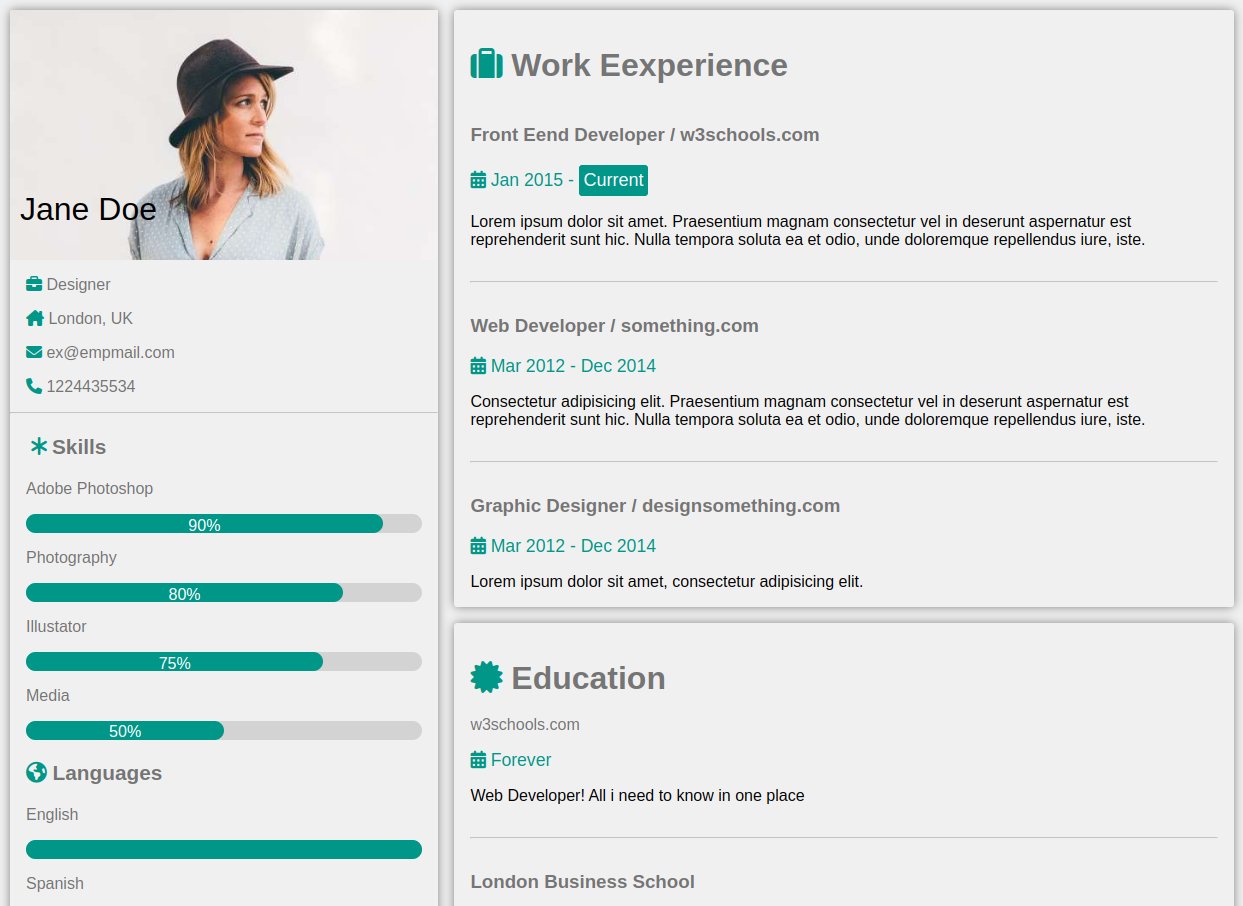 Jane Doe
Designer
London, UK
ex@empmail.com
1224435534
Skills
Adobe Photoshop
90%
Photography
80%
Illustator
75%
Media
50%
Languages
English
Spanish
Work Eexperience
Front Eend Developer / w3schools.com
Jan 2015 - Current
Lorem ipsum dolor sit amet. Praesentium magnam consectetur vel in deserunt aspernatur est
reprehenderit sunt hic. Nulla tempora soluta ea et odio, unde doloremque repellendus iure, iste.
Web Developer / something.com
Mar 2012 - Dec 2014
Consectetur adipisicing elit. Praesentium magnam consectetur vel in deserunt aspernatur est
reprehenderit sunt hic. Nulla tempora soluta ea et odio, unde doloremque repellendus iure, iste.
Graphic Designer / designsomething.com
Mar 2012 - Dec 2014
Lorem ipsum dolor sit amet, consectetur adipisicing elit.
Education
w3schools.com
Forever
Web Developer! All i need to know in one place
London Business School